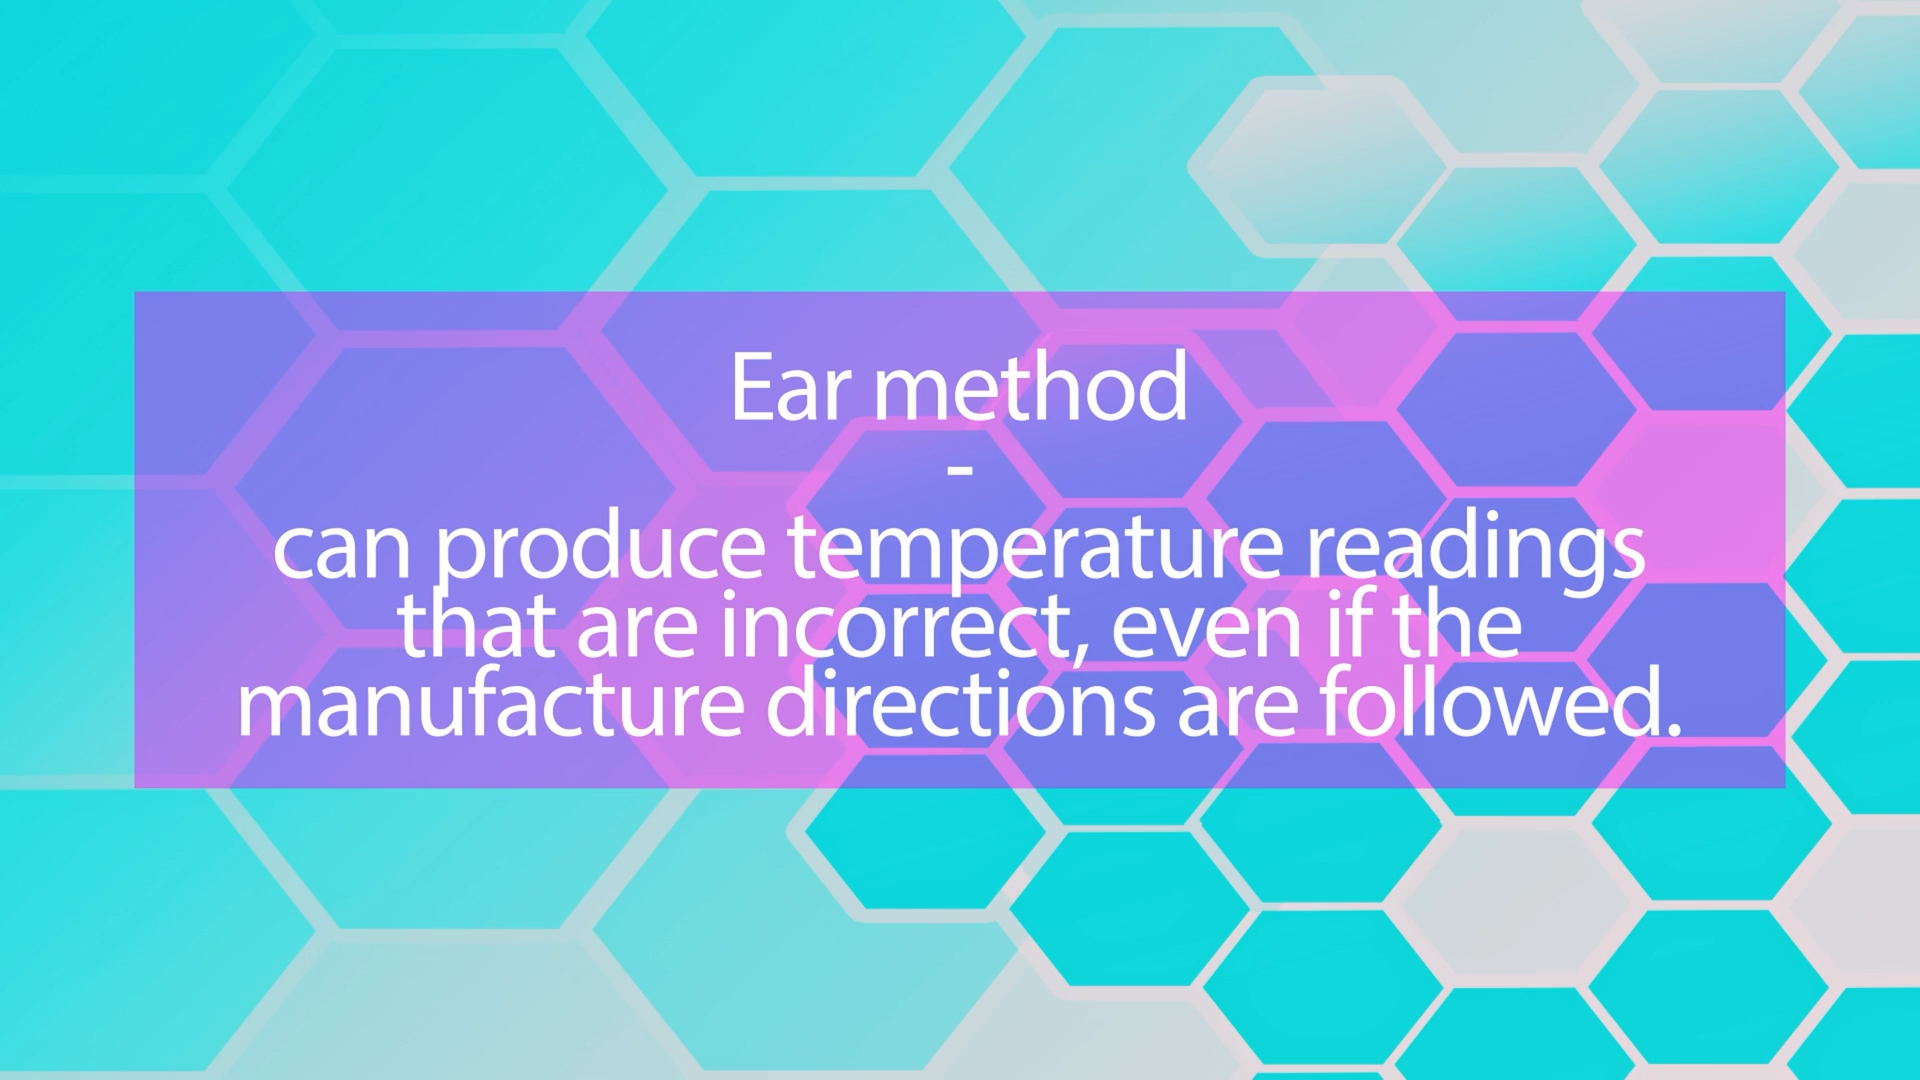 Ear method
-
can produce temperature readings
that are incorrect, even if the
manufacture directions are followed.